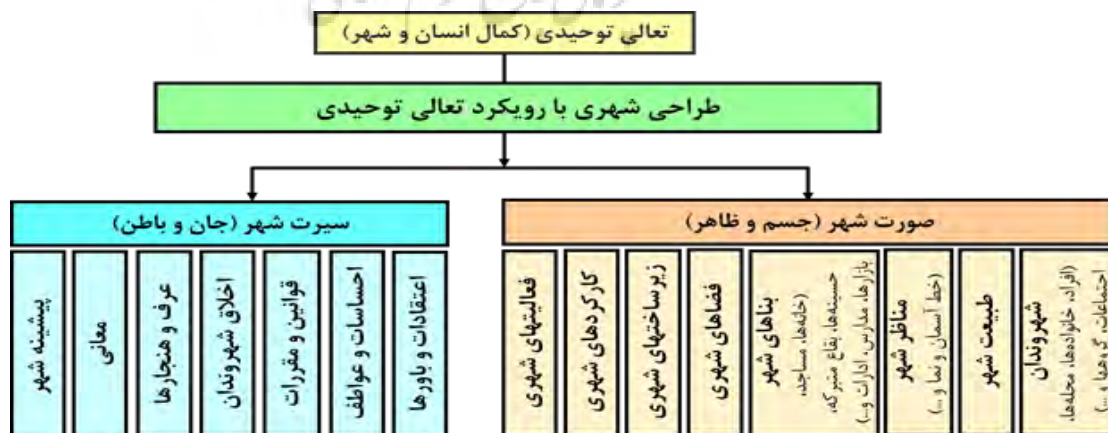 تعالی توحیدی (کمال انسان و شهر)
طراحی شهری با رویکرد تعالی توحیدی
صورت شهر (جسم و ظاهر)
شهروندان
(افراد، خانواده‌ها، محله‌ها،
اجتماعات، گروهها و ...)
طبیعت شهر
مناظر شهر
(خط آسمان و نما و ...)
بناهای شهر
(خانه‌ها، مساجد،
حسینیه‌ها، بقاع متبرکه،
بازارها، مدارس، ادارات و...)
فضاهای شهری
زیرساختهای شهری
کارکردهای شهری
فعالیتهای شهری
سیرت شهر (جان و باطن)
اعتقادات و باورها
احساسات و عواطف
قوانین و مقررات
اخلاق شهروندان
عرف و هنجارها
معانی
پیشینه شهر